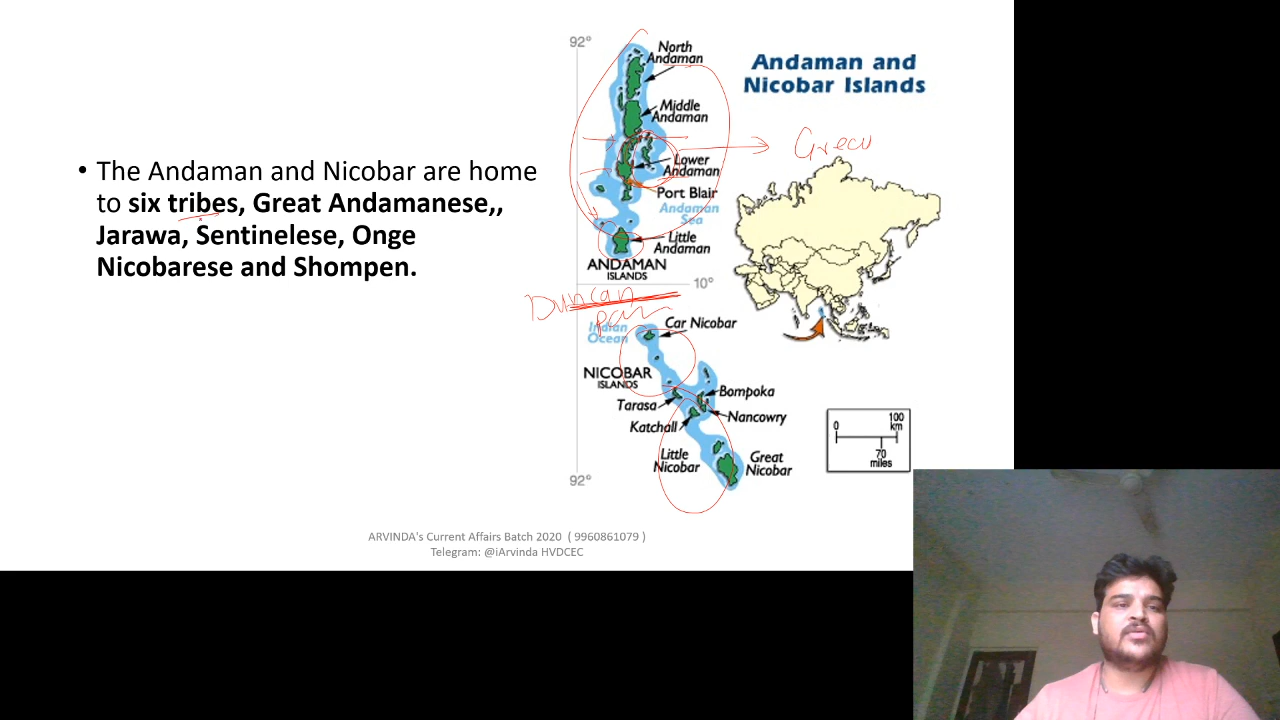 • The Andaman and Nicobar are home
to six tribes, Great Andamanese,,
Jarawa, Sentinelese, Onge
Nicobarese and Shompen.
Andaman and
Nicobar Islands
92°
North
Andaman
Middle
Andaman
Lower
Andaman
Port Blair
Andaman
Sea
Little
Andaman
ANDAMAN
ISLANDS
10°
Duncan
Indian
Ocean
Car Nicobar
NICOBAR
ISLANDS
Bompoka
Tarasa
Nancowry
Katchall
Little
Nicobar
Great
Nicobar
92°
0
100
km
70
miles
ARVINDA's Current Affairs Batch 2020 ( 9960861079 )
Telegram: @iArvinda HVDCEC